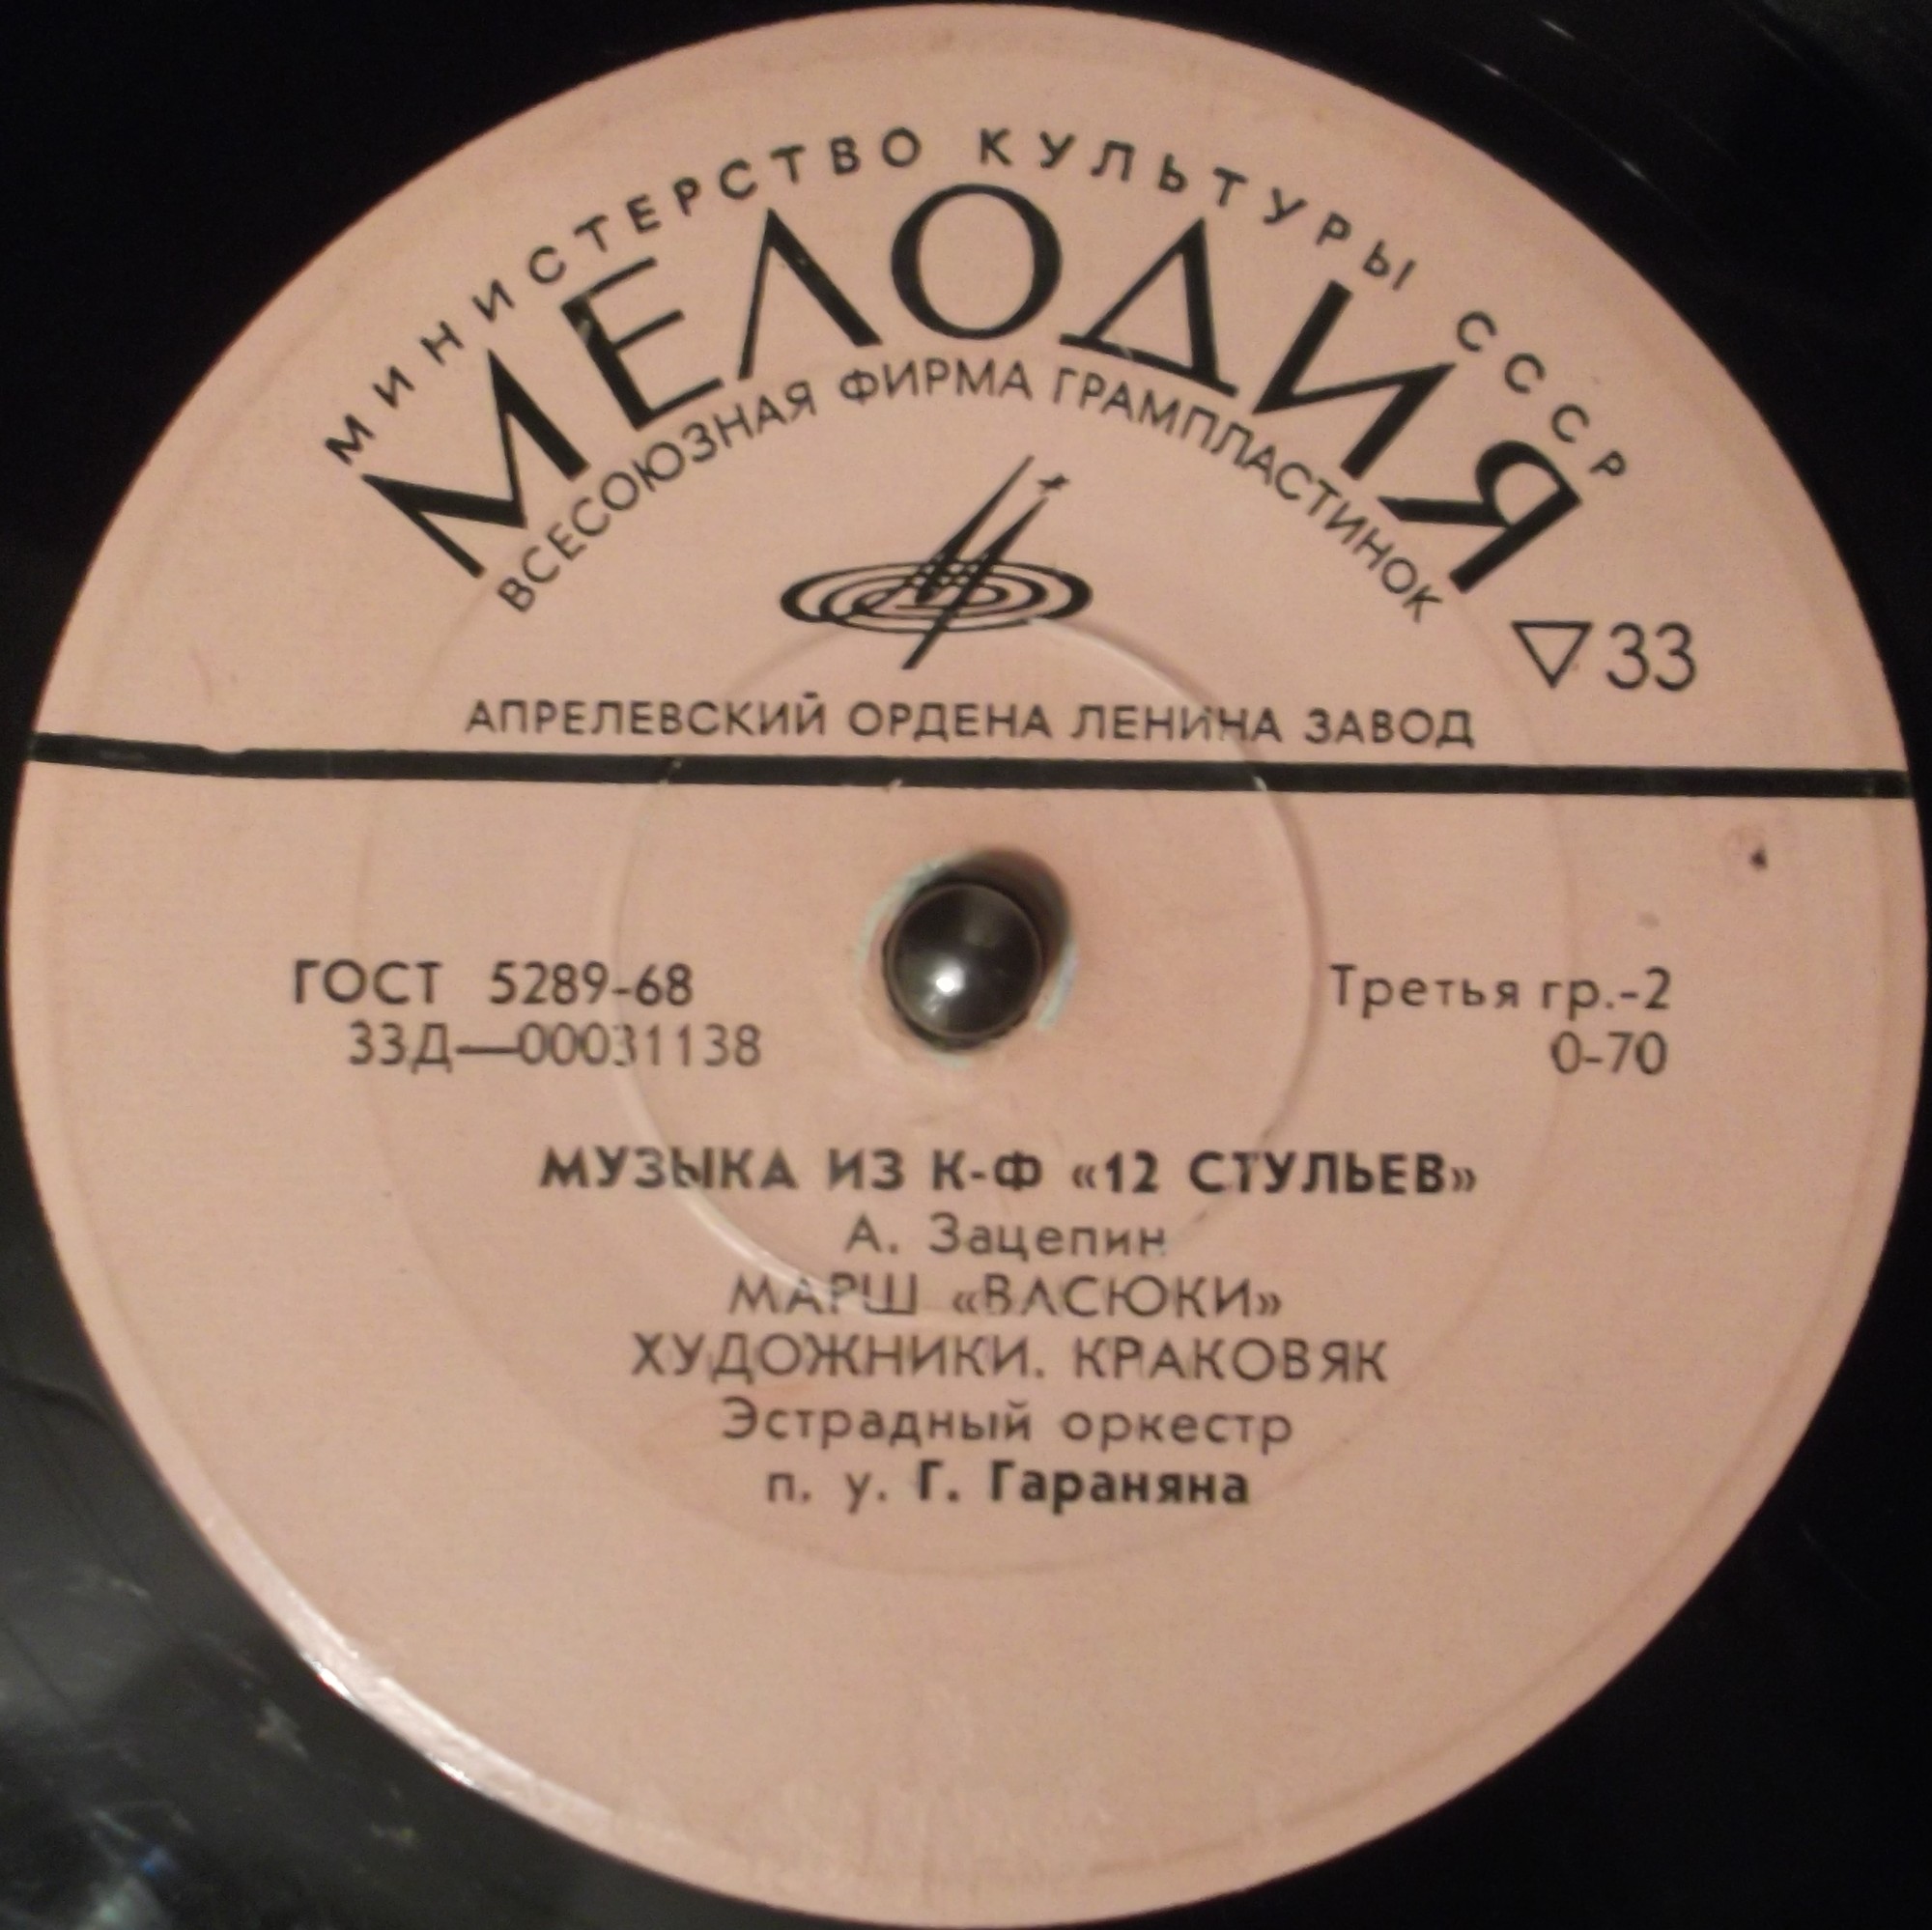 МИНИСТЕРСТВО КУЛЬТУРЫ СССР
МЕЛОДИЯ
ВСЕСОЮЗНАЯ ФИРМА ГРАМПЛАСТИНОК
▽33
АПРЕЛЕВСКИЙ ОРДЕНА ЛЕНИНА ЗАВОД
ГОСТ 5289-68
33Д—00031138
Третья гр.-2
0-70
МУЗЫКА ИЗ К-Ф «12 СТУЛЬЕВ»
А. Зацепин
МАРШ «ВАСЮКИ»
ХУДОЖНИКИ. КРАКОВЯК
Эстрадный оркестр
п. у. Г. Гараняна